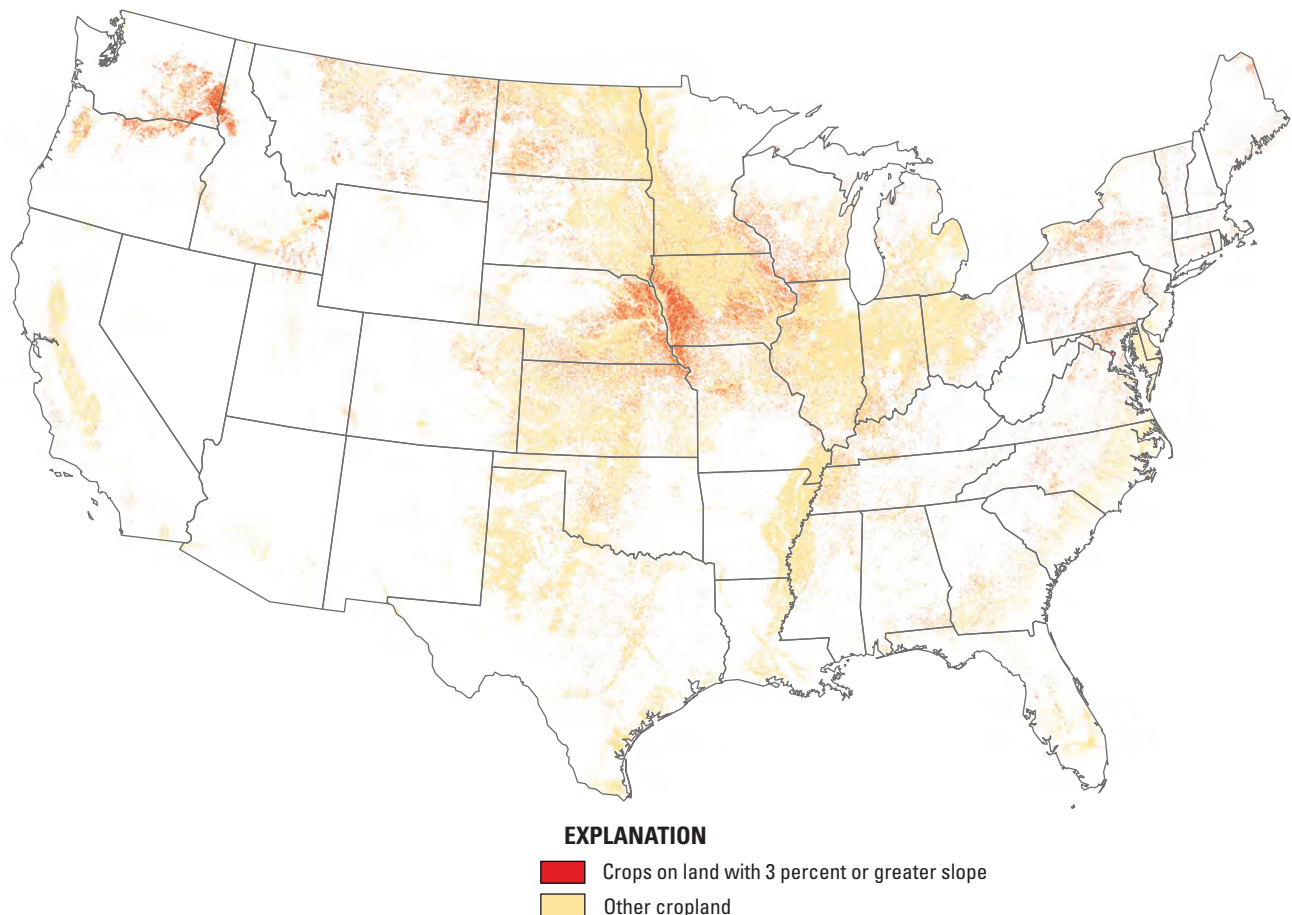 EXPLANATION
Crops on land with 3 percent or greater slope
Other cropland